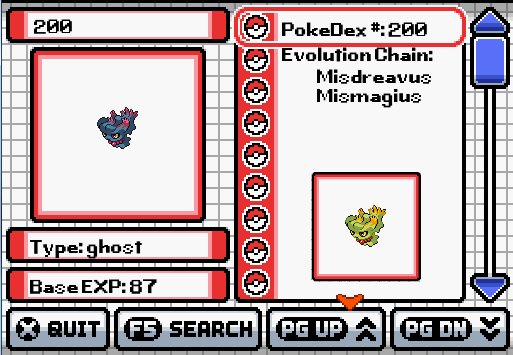 200
PokeDex #:200
Evolution Chain:
Misdreavus
Mismagius
Type:ghost
Base EXP:87
X QUIT
F5 SEARCH
PG UP
PG DN